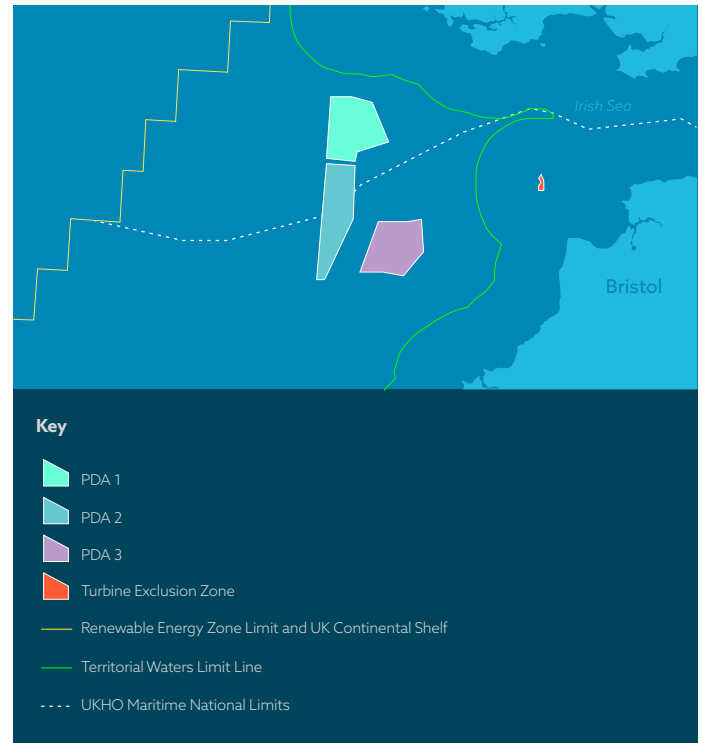 Irish Sea
Bristol
Key
PDA 1
PDA 2
PDA 3
Turbine Exclusion Zone
Renewable Energy Zone Limit and UK Continental Shelf
Territorial Waters Limit Line
UKHO Maritime National Limits